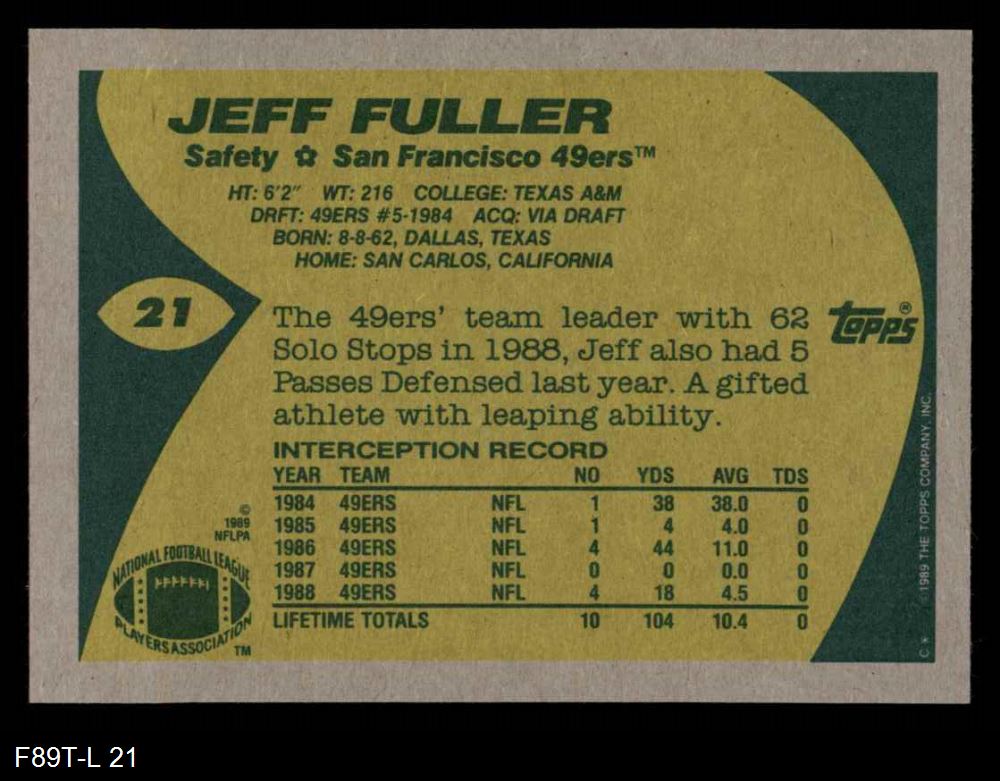 JEFF FULLER
Safety ✿ San Francisco 49ers™
HT: 6'2" WT: 216 COLLEGE: TEXAS A&M
DRFT: 49ERS #5-1984 ACQ: VIA DRAFT
BORN: 8-8-62, DALLAS, TEXAS
HOME: SAN CARLOS, CALIFORNIA
21
The 49ers' team leader with 62
Solo Stops in 1988, Jeff also had 5
Passes Defensed last year. A gifted
athlete with leaping ability.
topps®
INTERCEPTION RECORD
YEAR TEAM NO YDS AVG TDS
1984 49ERS NFL 1 38 38.0 0
1985 49ERS NFL 1 4 4.0 0
1986 49ERS NFL 4 44 11.0 0
1987 49ERS NFL 0 0 0.0 0
1988 49ERS NFL 4 18 4.5 0
LIFETIME TOTALS 10 104 10.4 0
©
1989
NFLPA
NATIONAL FOOTBALL LEAGUE
PLAYERS ASSOCIATION
TM
C * ©1989 THE TOPPS COMPANY, INC.
F89T-L 21